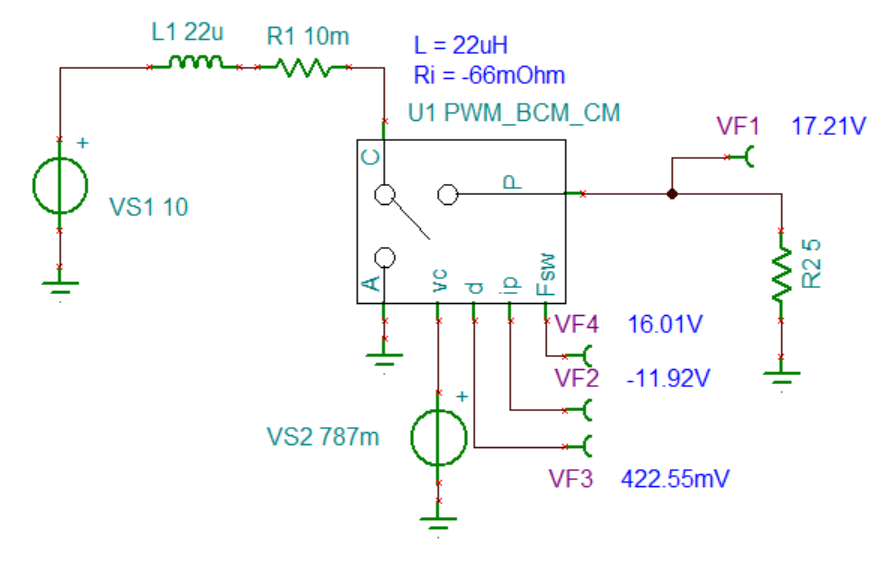 L1 22u
R1 10m
L = 22uH
Ri = -66mOhm
U1 PWM_BCM_CM
VF1 17.21V
+
VS1 10
C
P
A
vc
d
ip
Fsw
R2 5
VF4 16.01V
VF2 -11.92V
+
VS2 787m
VF3 422.55mV